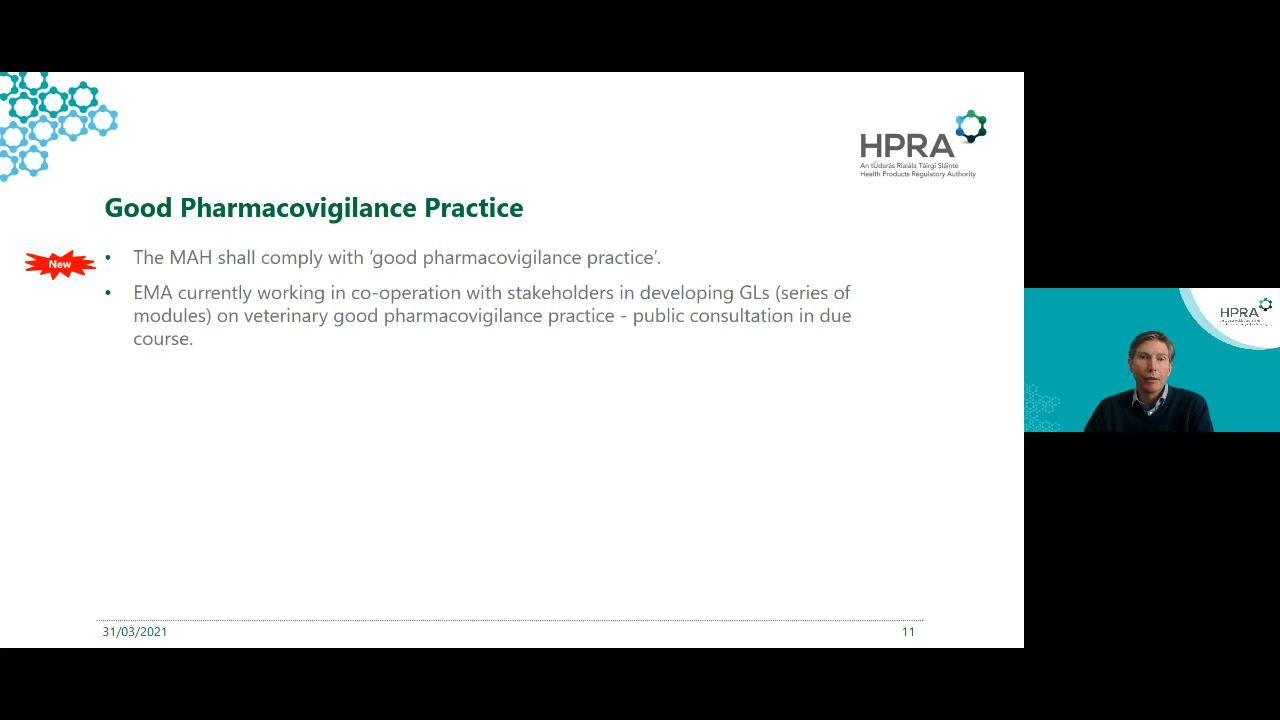 HPRA
An tÚdarás Rialála Táirgí Sláinte
Health Products Regulatory Authority
Good Pharmacovigilance Practice
New
• The MAH shall comply with ‘good pharmacovigilance practice’.
• EMA currently working in co-operation with stakeholders in developing GLs (series of
modules) on veterinary good pharmacovigilance practice - public consultation in due
course.
HPRA
31/03/2021
11